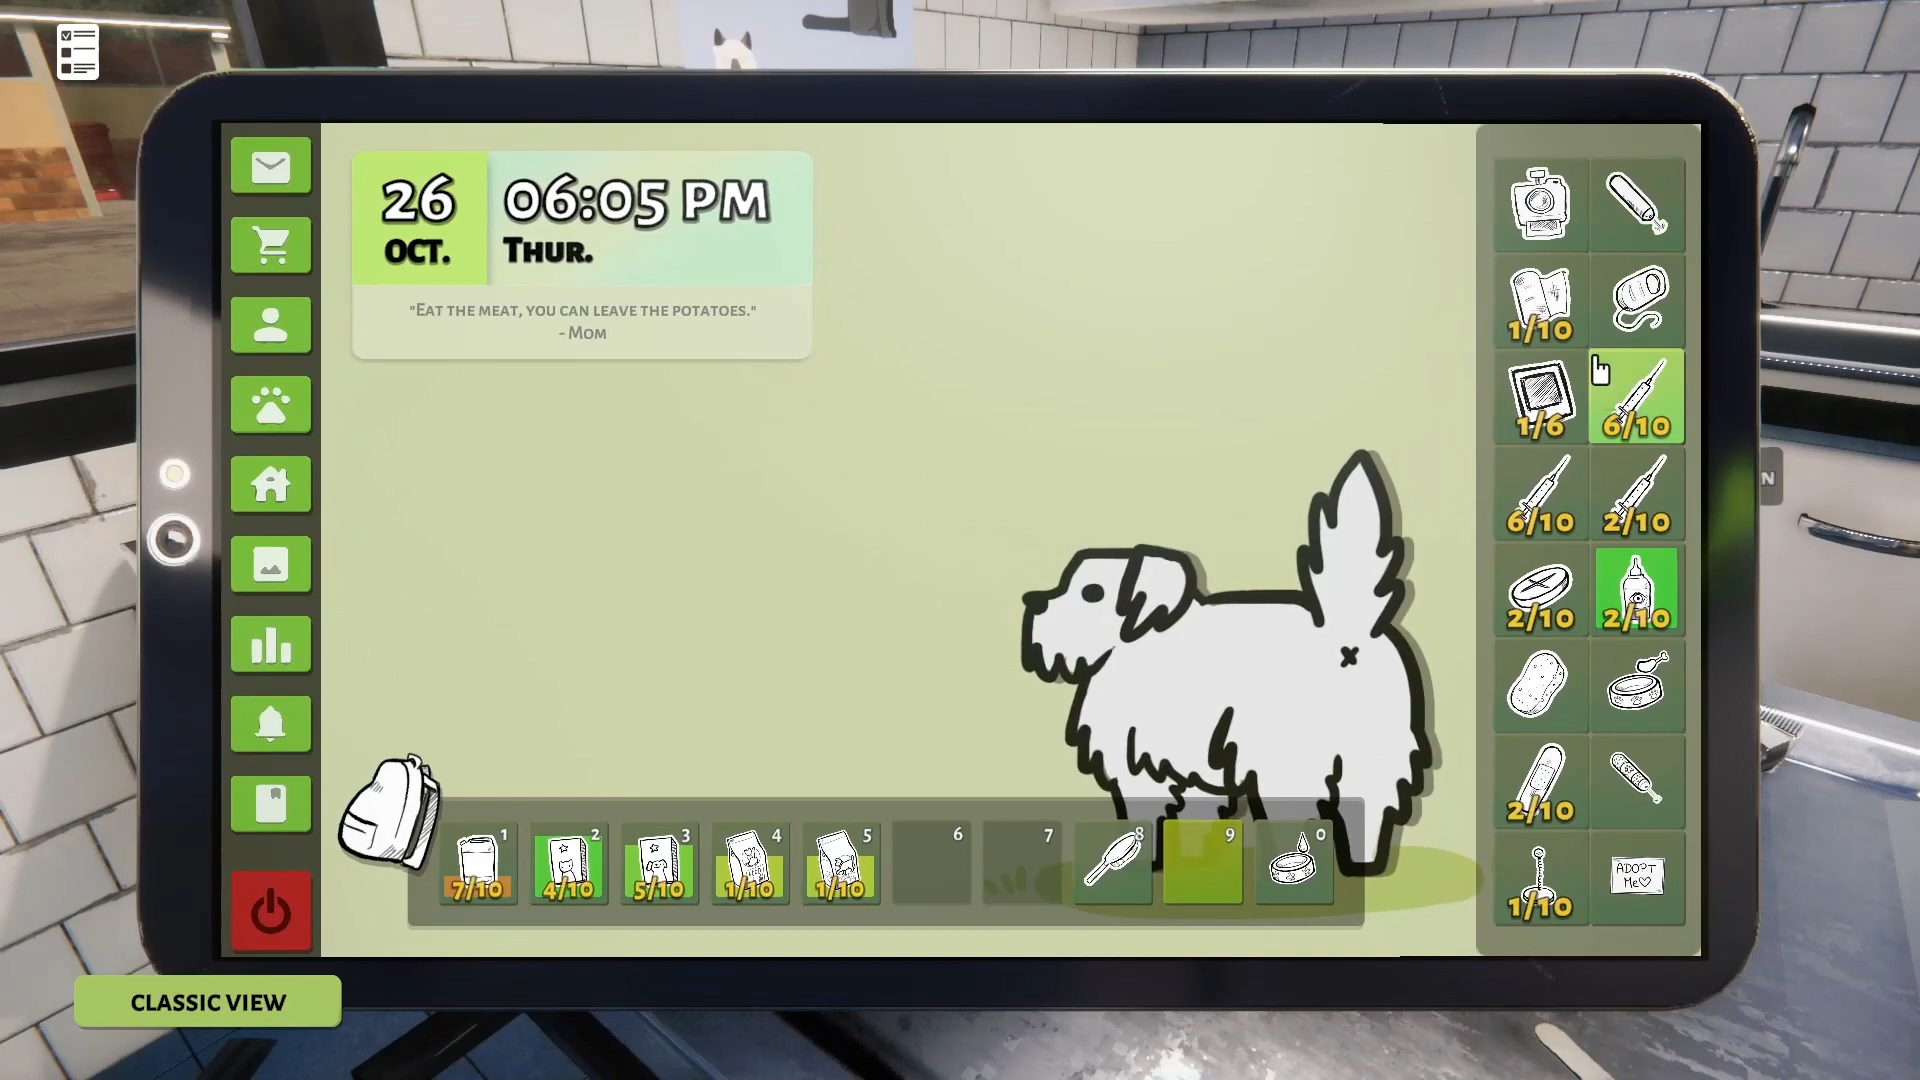 26
OCT.
06:05 PM
THUR.
"EAT THE MEAT, YOU CAN LEAVE THE POTATOES."
- MOM
1/10
1/6
6/10
6/10
2/10
2/10
2/10
2/10
1/10
ADOPT
ME
N
1
2
3
4
5
6
7
8
9
0
7/10
4/10
5/10
1/10
1/10
CLASSIC VIEW